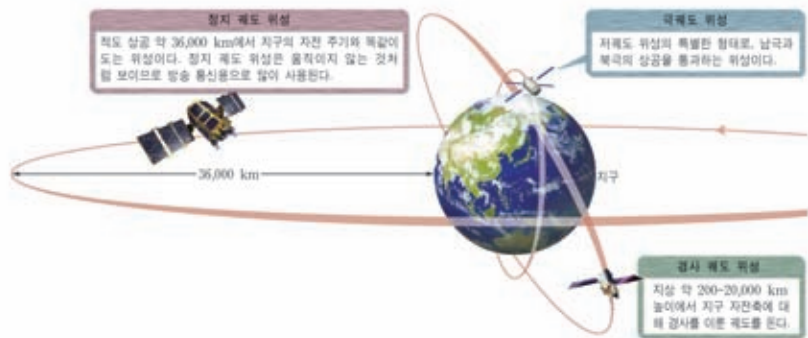 정지 궤도 위성
적도 상공 약 36,000 km에서 지구의 자전 주기와 똑같이
도는 위성이다. 정지 궤도 위성은 움직이지 않는 것처
럼 보이므로 방송 통신용으로 많이 사용된다.
극궤도 위성
저궤도 위성의 특별한 형태로, 남극과
북극의 상공을 통과하는 위성이다.
36,000 km
지구
경사 궤도 위성
지상 약 200~20,000 km
높이에서 지구 자전축에 대
해 경사를 이룬 궤도를 돈다.